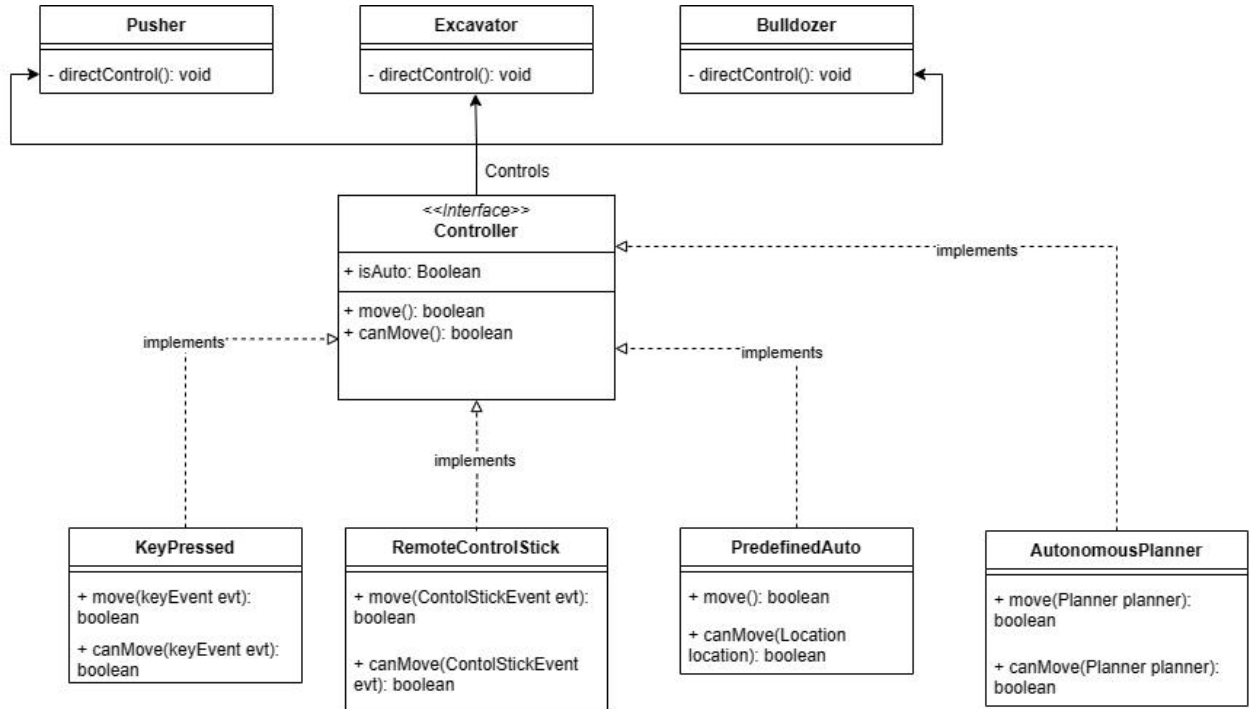 Pusher
- directControl(): void
Excavator
- directControl(): void
Bulldozer
- directControl(): void
Controls
<<Interface>>
Controller
+ isAuto: Boolean
+ move(): boolean
+ canMove(): boolean
implements
implements
implements
implements
KeyPressed
+ move(keyEvent evt):
boolean
+ canMove(keyEvent evt):
boolean
RemoteControlStick
+ move(ContolStickEvent evt):
boolean
+ canMove(ContolStickEvent
evt): boolean
PredefinedAuto
+ move(): boolean
+ canMove(Location
location): boolean
AutonomousPlanner
+ move(Planner planner):
boolean
+ canMove(Planner planner):
boolean